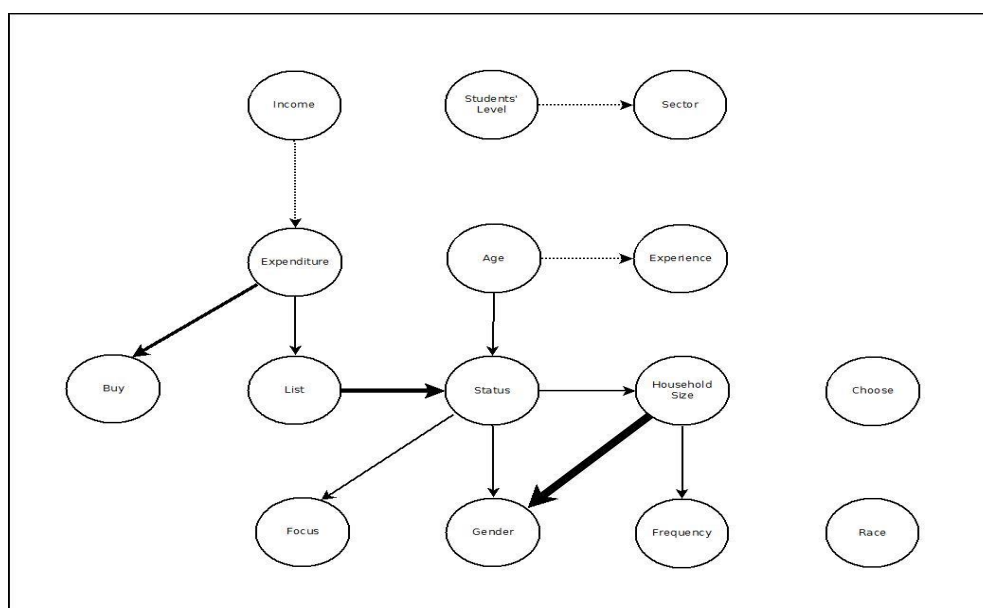 Income
Students'
Level
Sector
Expenditure
Age
Experience
Buy
List
Status
Household
Size
Choose
Focus
Gender
Frequency
Race